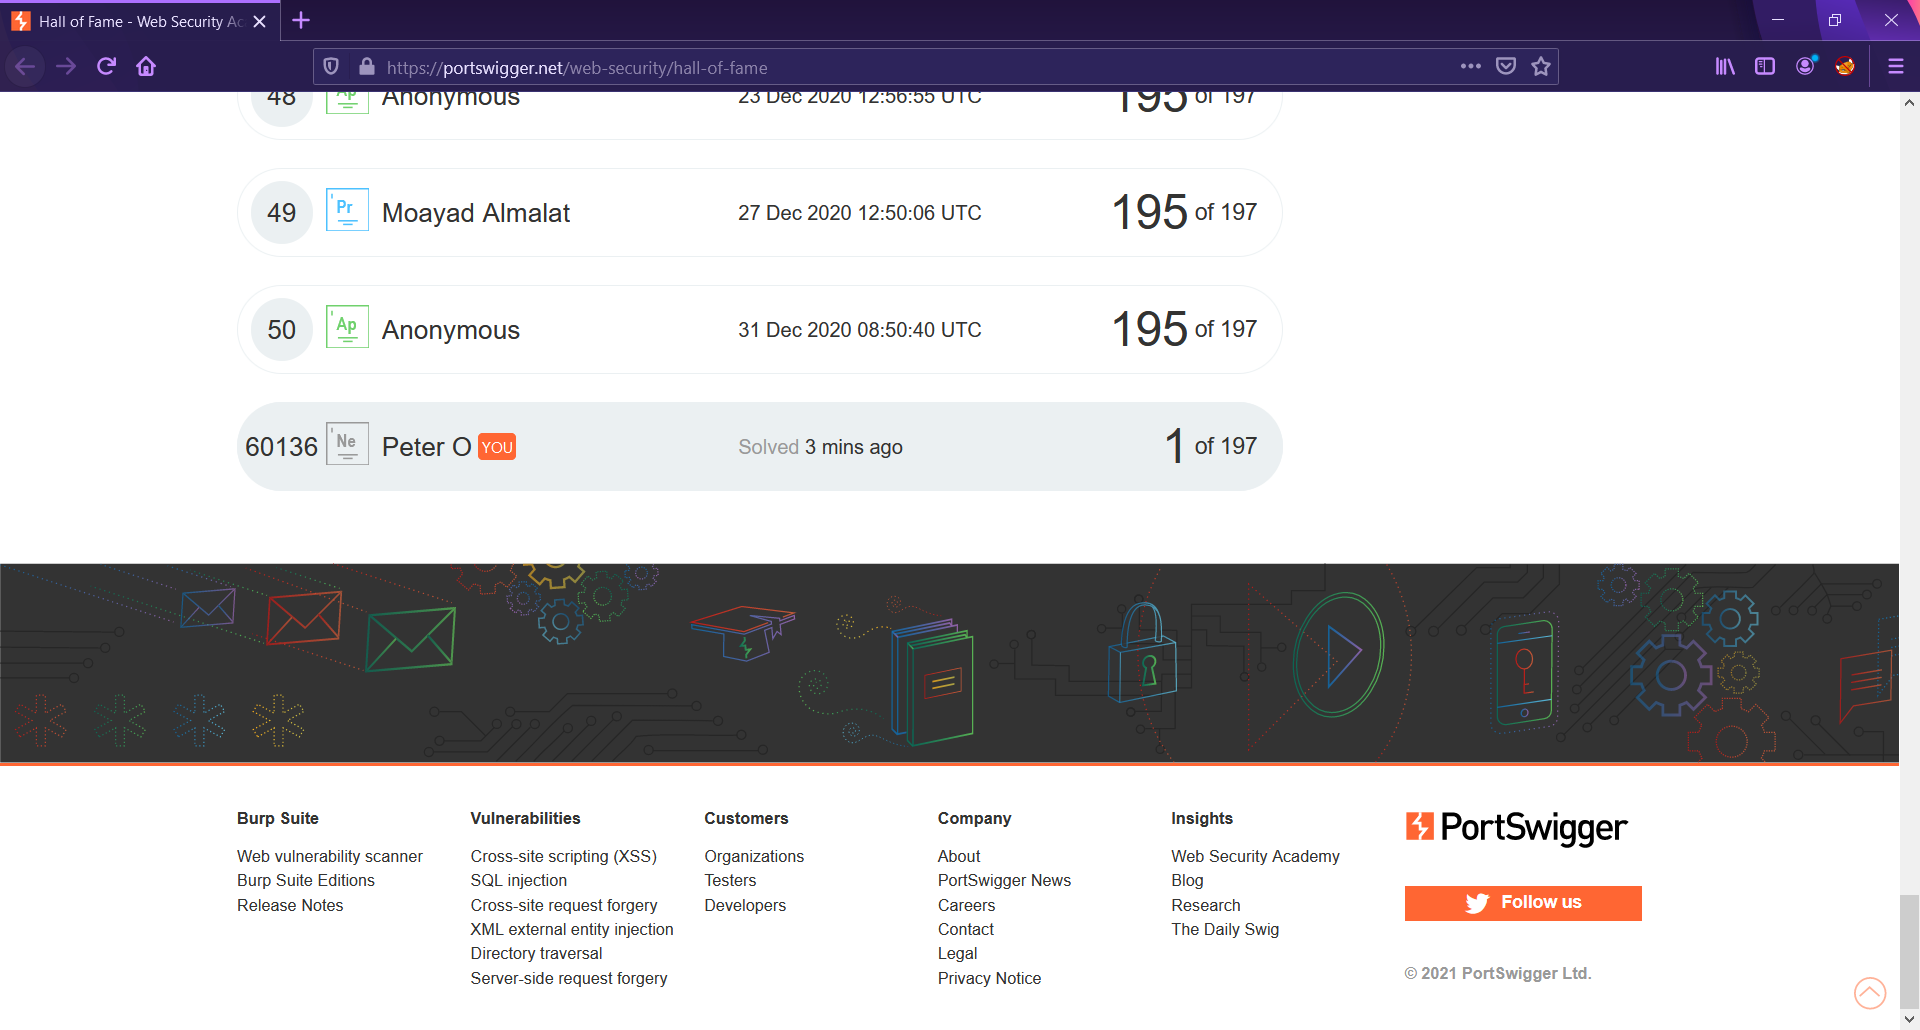 Hall of Fame - Web Security Ac
https://portswigger.net/web-security/hall-of-fame
48 Ap Anonymous 23 Dec 2020 12:56:55 UTC 195 of 197
49 Pr Moayad Almalat 27 Dec 2020 12:50:06 UTC 195 of 197
50 Ap Anonymous 31 Dec 2020 08:50:40 UTC 195 of 197
60136 Ne Peter O YOU Solved 3 mins ago 1 of 197
Burp Suite
Web vulnerability scanner
Burp Suite Editions
Release Notes
Vulnerabilities
Cross-site scripting (XSS)
SQL injection
Cross-site request forgery
XML external entity injection
Directory traversal
Server-side request forgery
Customers
Organizations
Testers
Developers
Company
About
PortSwigger News
Careers
Contact
Legal
Privacy Notice
Insights
Web Security Academy
Blog
Research
The Daily Swig
PortSwigger
Follow us
© 2021 PortSwigger Ltd.